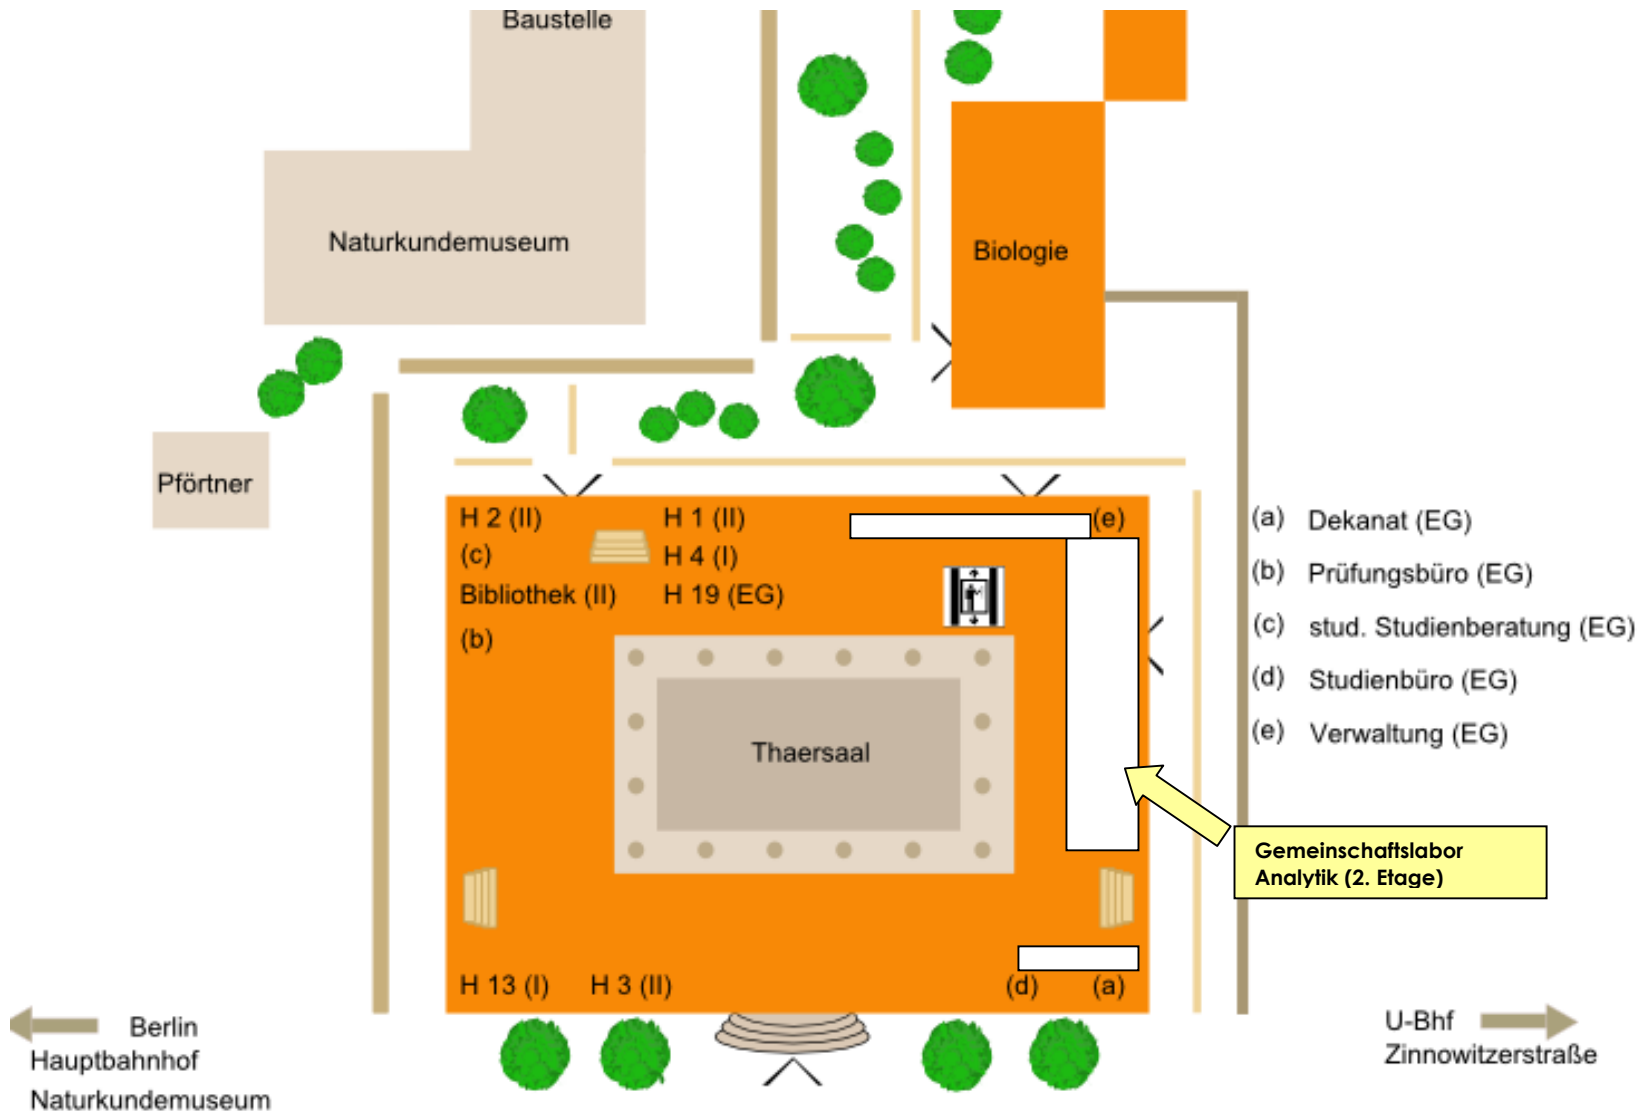 Baustelle
Naturkundemuseum
Biologie
Pförtner
H 2 (II)
H 1 (II)
(e)
(c)
H 4 (I)
Bibliothek (II)
H 19 (EG)
(b)
Thaersaal
H 13 (I)
H 3 (II)
(d)
(a)
(a) Dekanat (EG)
(b) Prüfungsbüro (EG)
(c) stud. Studienberatung (EG)
(d) Studienbüro (EG)
(e) Verwaltung (EG)
Gemeinschaftslabor
Analytik (2. Etage)
Berlin
Hauptbahnhof
Naturkundemuseum
U-Bhf
Zinnowitzerstraße